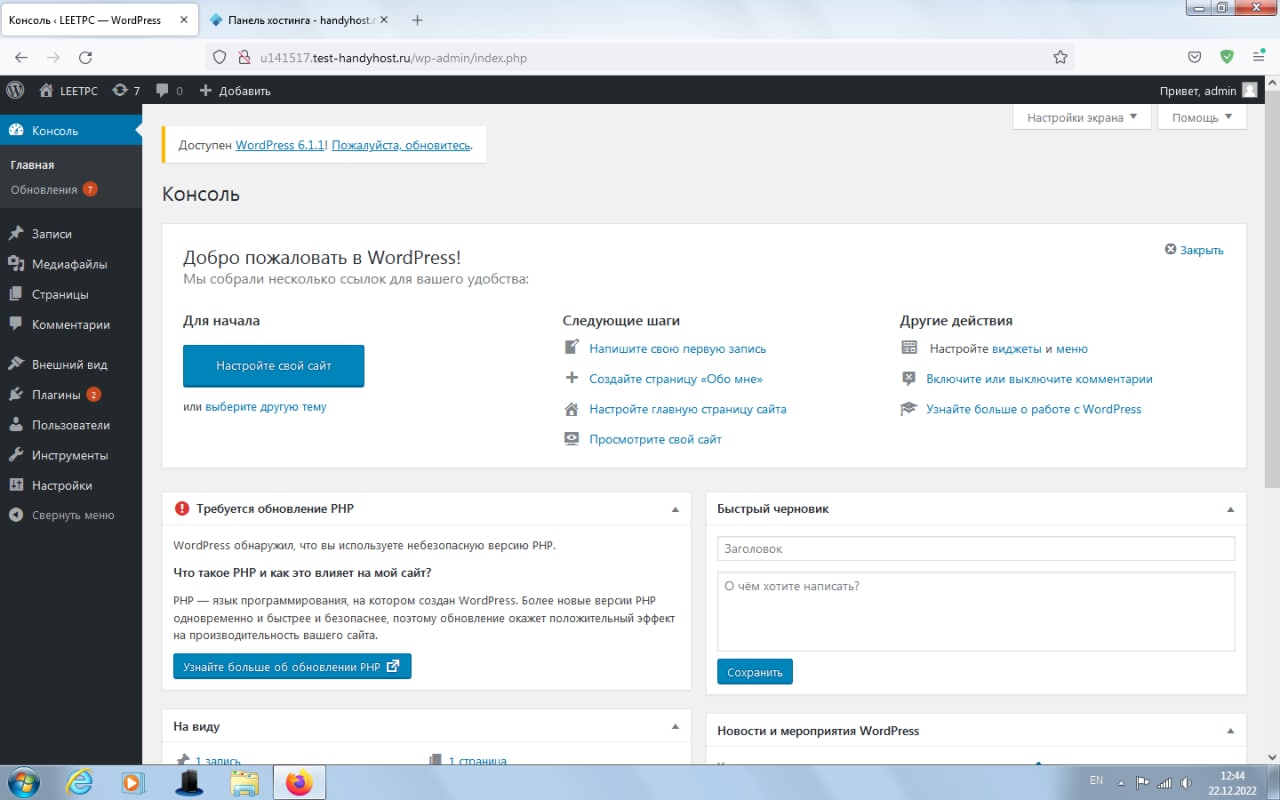 Консоль ‹ LEETPC — WordPress
Панель хостинга - handyhost.r
u141517.test-handyhost.ru/wp-admin/index.php
LEETPC 7 0 Добавить
Привет, admin
Консоль
Главная
Обновления 7
Записи
Медиафайлы
Страницы
Комментарии
Внешний вид
Плагины 2
Пользователи
Инструменты
Настройки
Свернуть меню
Настройки экрана
Помощь
Доступен WordPress 6.1.1! Пожалуйста, обновитесь.
Консоль
Добро пожаловать в WordPress!
Мы собрали несколько ссылок для вашего удобства:
Закрыть
Для начала
Настройте свой сайт
или выберите другую тему
Следующие шаги
Напишите свою первую запись
Создайте страницу «Обо мне»
Настройте главную страницу сайта
Просмотрите свой сайт
Другие действия
Настройте виджеты и меню
Включите или выключите комментарии
Узнайте больше о работе с WordPress
Требуется обновление PHP
WordPress обнаружил, что вы используете небезопасную версию PHP.
Что такое PHP и как это влияет на мой сайт?
PHP — язык программирования, на котором создан WordPress. Более новые версии PHP
одновременно и быстрее и безопаснее, поэтому обновление окажет положительный эффект
на производительность вашего сайта.
Узнайте больше об обновлении PHP
Быстрый черновик
Заголовок
О чём хотите написать?
Сохранить
На виду
1 запись
1 страница
Новости и мероприятия WordPress
EN
12:44
22.12.2022